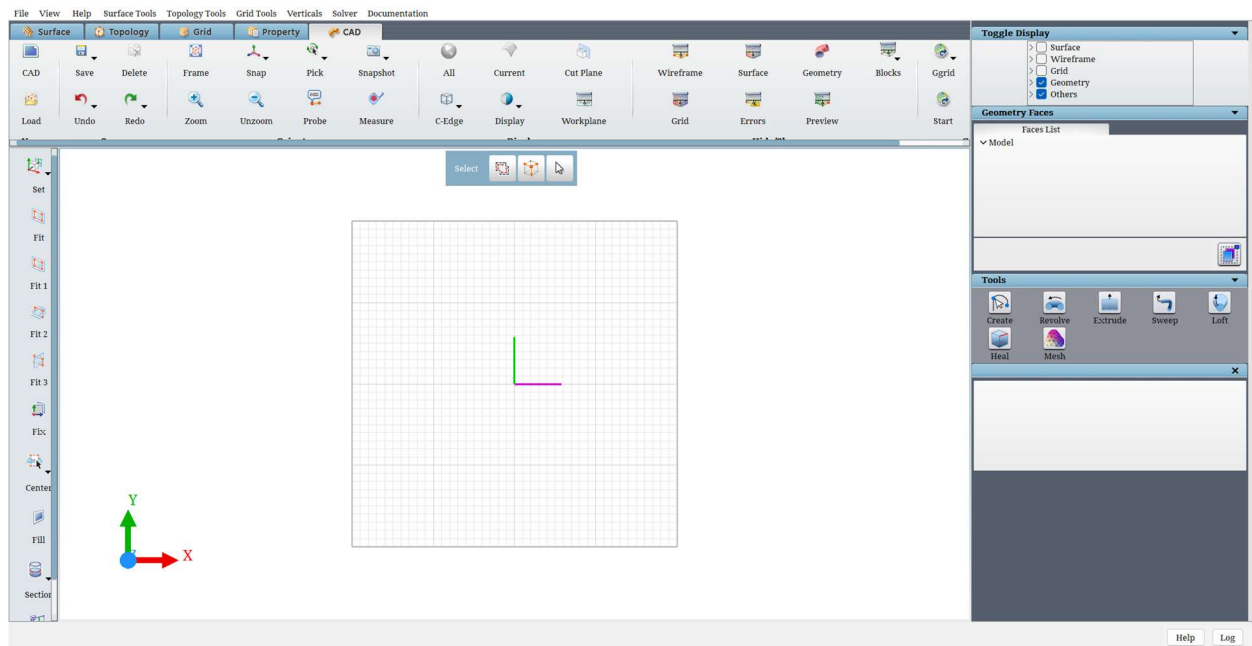 File View Help Surface Tools Topology Tools Grid Tools Verticals Solver Documentation
Surface Topology Grid Property CAD
CAD Save Delete Frame Snap Pick Snapshot All Current Cut Plane Wireframe Surface Geometry Blocks Ggrid
Load Undo Redo Zoom Unzoom Probe Measure C-Edge Display Workplane Grid Errors Preview Start
Toggle Display
Surface
Wireframe
Grid
Geometry
Others
Geometry Faces
Faces List
Model
Tools
Create Revolve Extrude Sweep Loft
Heal Mesh
Select
Set
Fit
Fit 1
Fit 2
Fit 3
Fix
Center
Fill
Section
Y
X
Help Log